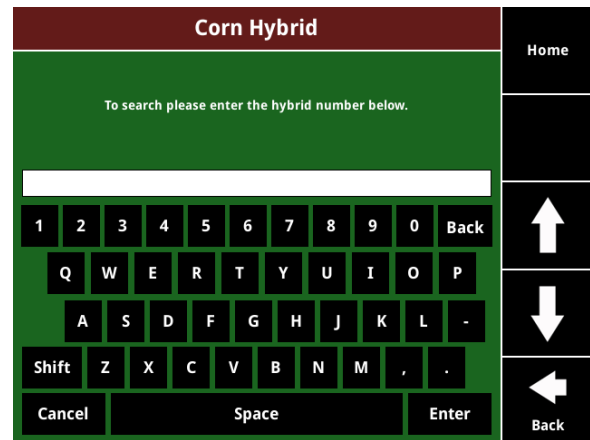 Corn Hybrid
Home
To search please enter the hybrid number below.
1 2 3 4 5 6 7 8 9 0 Back
Q W E R T Y U I O P
A S D F G H J K L -
Shift Z X C V B N M , .
Cancel Space Enter
Back